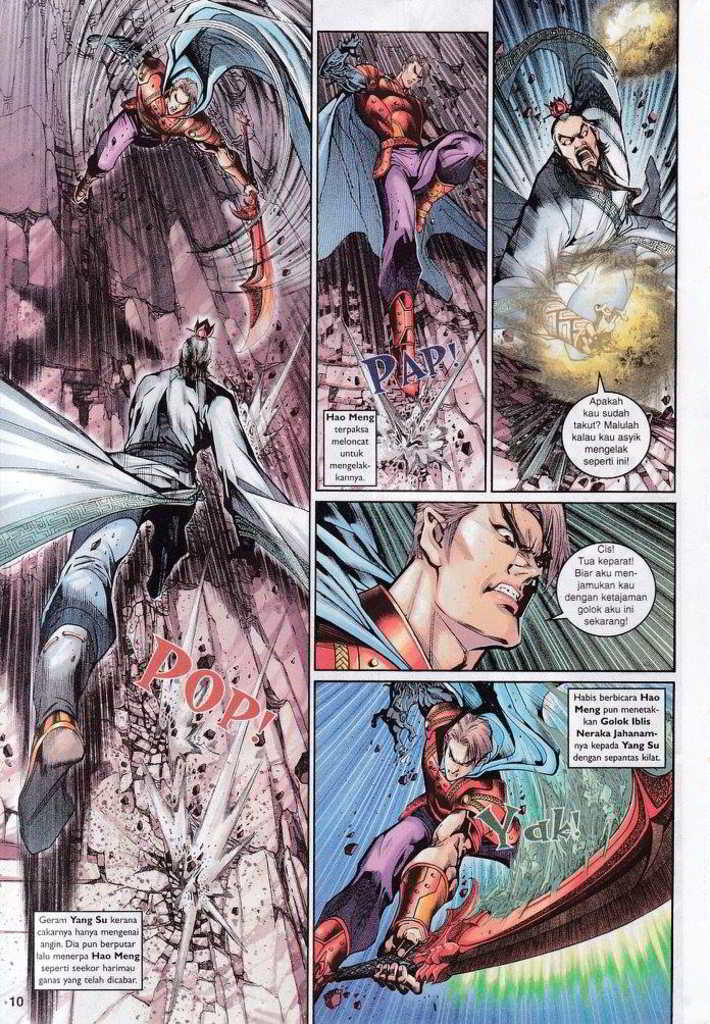 POP!
Geram Yang Su kerana
cakarnya hanya mengenai
angin. Dia pun berputar
lalu menerpa Hao Meng
seperti seekor harimau
ganas yang telah dicabar.
10
PAP!
Hao Meng
terpaksa
meloncat
untuk
mengelak-
kannya.
Apakah
kau sudah
takut? Malulah
kalau kau asyik
mengelak
seperti ini!
Cis!
Tua keparat!
Biar aku men-
jamukan kau
dengan ketajaman
golok aku ini
sekarang!
Habis berbicara Hao
Meng pun menetak-
kan Golok Iblis
Neraka Jahanam-
nya kepada Yang Su
dengan sepantas kilat.
Yak!